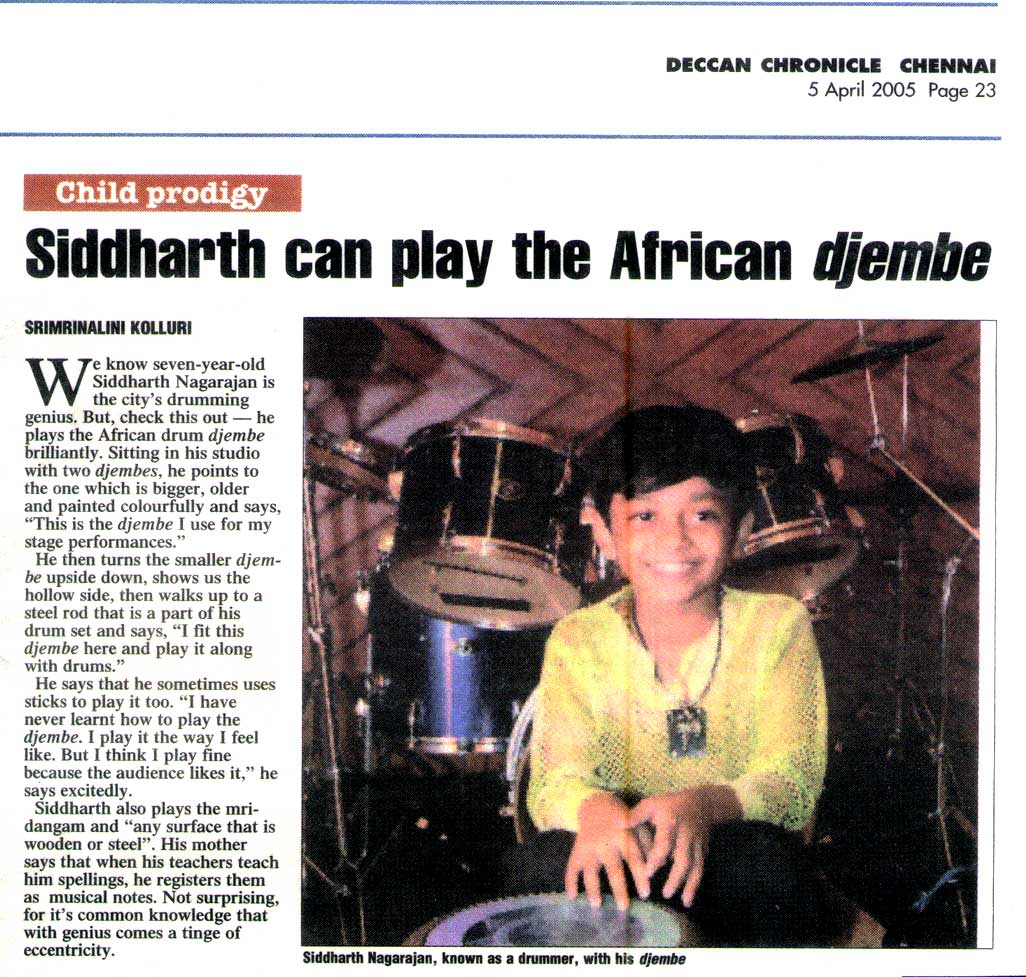 DECCAN CHRONICLE CHENNAI
5 April 2005 Page 23
Child prodigy
Siddharth can play the African djembe
SRIMRINALINI KOLLURI
We know seven-year-old
Siddharth Nagarajan is
the city's drumming
genius. But, check this out — he
plays the African drum djembe
brilliantly. Sitting in his studio
with two djembes, he points to
the one which is bigger, older
and painted colourfully and says,
“This is the djembe I use for my
stage performances.”
He then turns the smaller djem-
be upside down, shows us the
hollow side, then walks up to a
steel rod that is a part of his
drum set and says, “I fit this
djembe here and play it along
with drums.”
He says that he sometimes uses
sticks to play it too. “I have
never learnt how to play the
djembe. I play it the way I feel
like. But I think I play fine
because the audience likes it,” he
says excitedly.
Siddharth also plays the mri-
dangam and “any surface that is
wooden or steel”. His mother
says that when his teachers teach
him spellings, he registers them
as musical notes. Not surprising,
for it's common knowledge that
with genius comes a tinge of
eccentricity.
Siddharth Nagarajan, known as a drummer, with his djembe